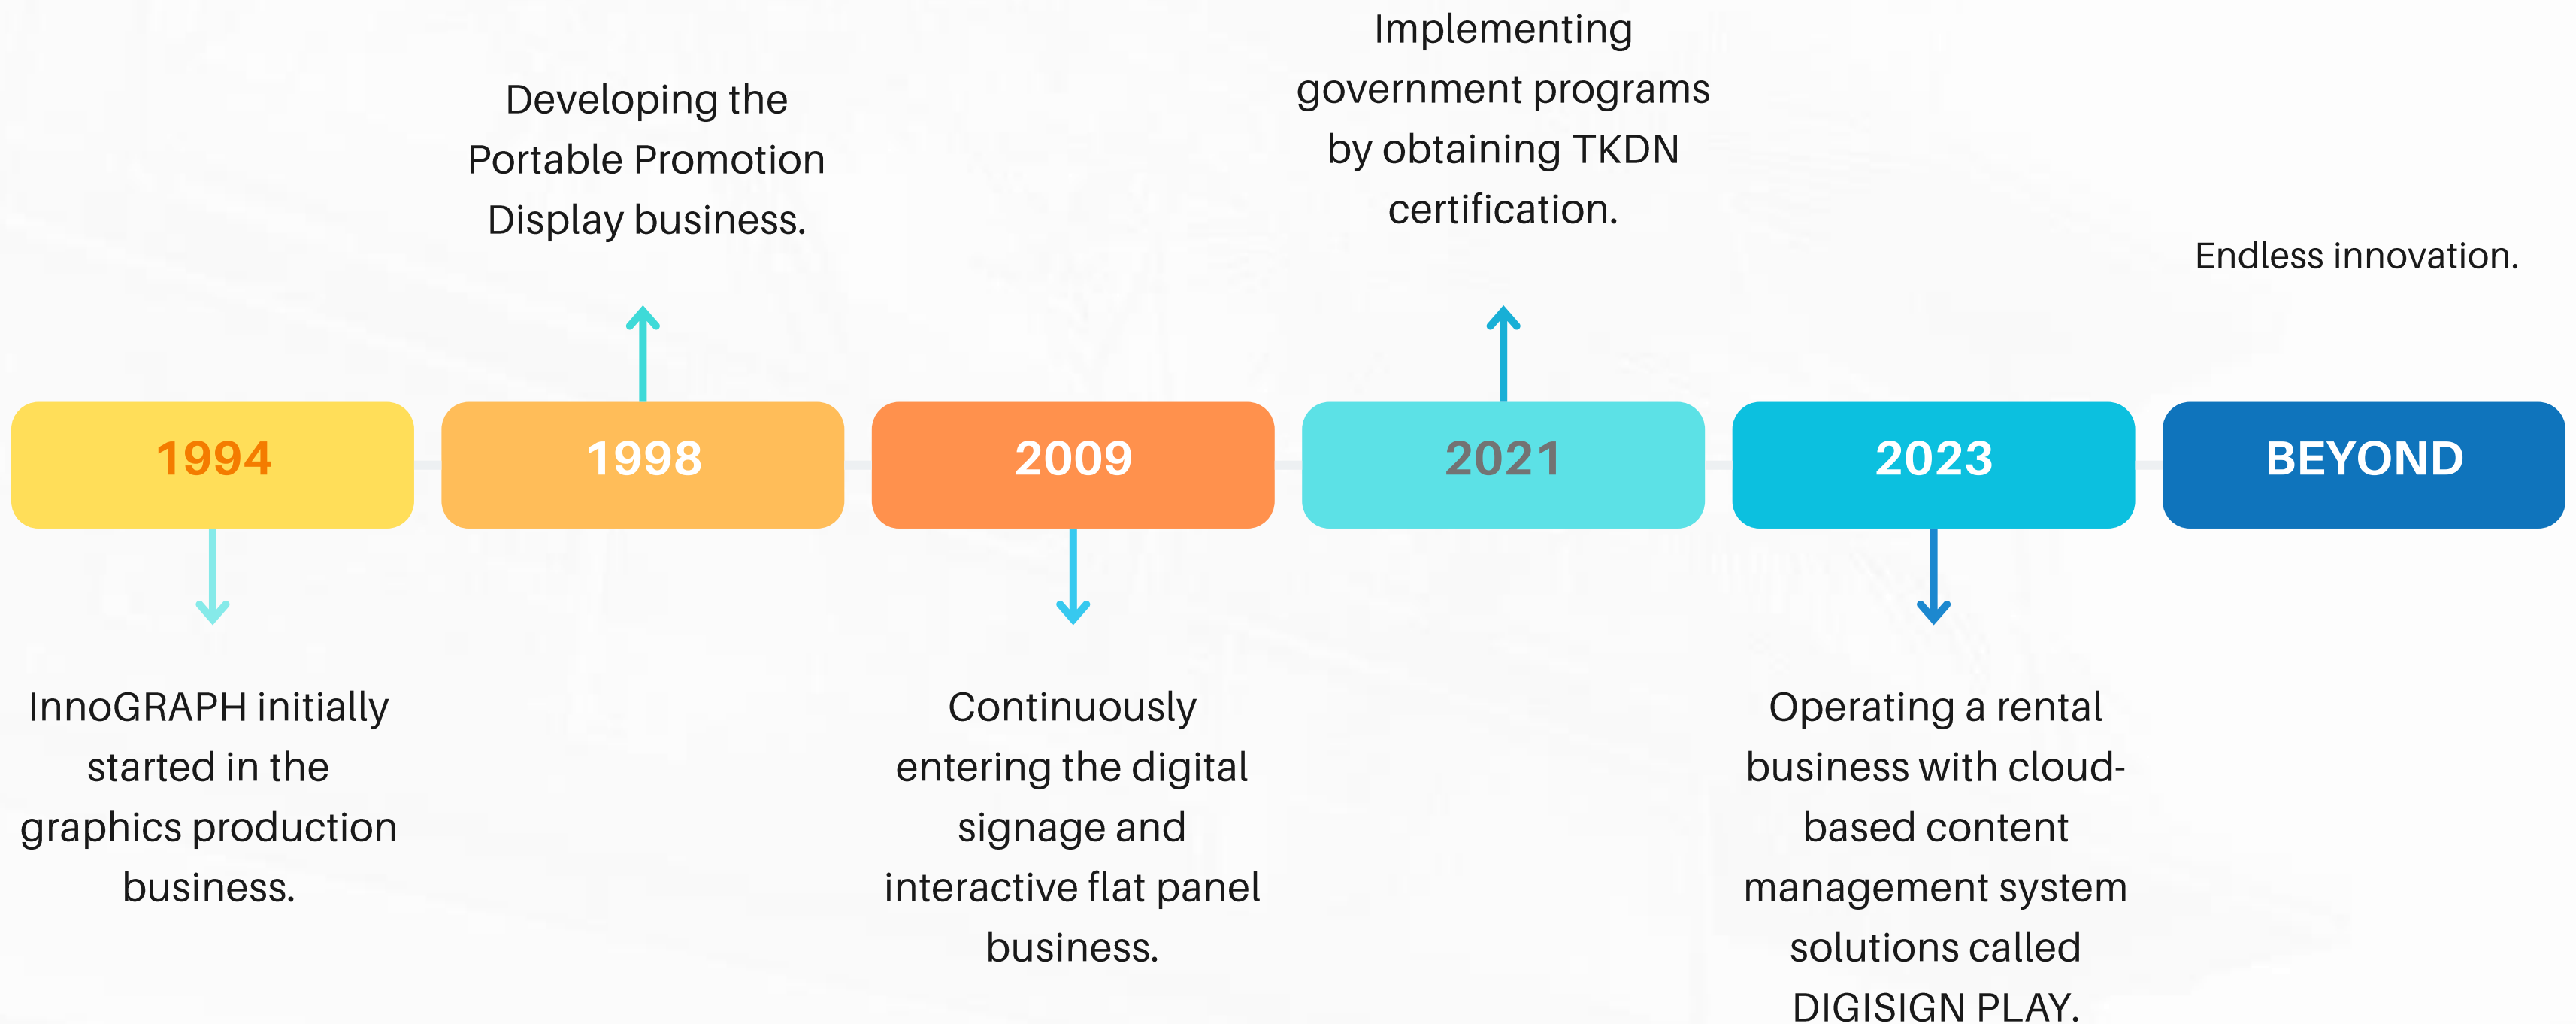 1994
InnoGRAPH initially
started in the
graphics production
business.
Developing the
Portable Promotion
Display business.
1998
2009
Continuously
entering the digital
signage and
interactive flat panel
business.
Implementing
government programs
by obtaining TKDN
certification.
2021
2023
Operating a rental
business with cloud-
based content
management system
solutions called
DIGISIGN PLAY.
Endless innovation.
BEYOND